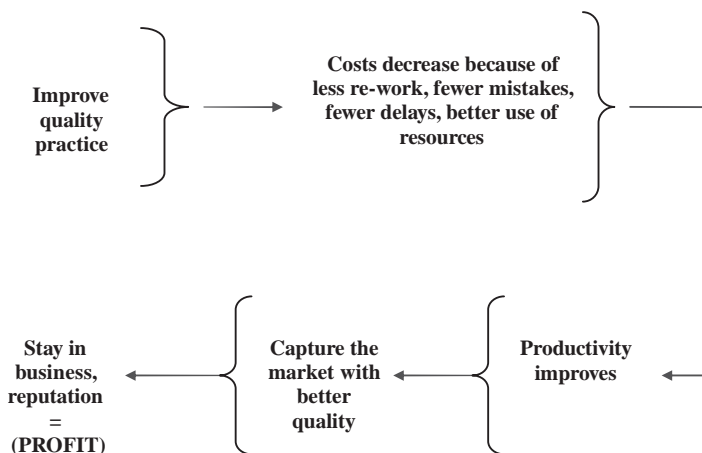 Improve
quality
practice
Costs decrease because of
less re-work, fewer mistakes,
fewer delays, better use of
resources
Productivity
improves
Capture the
market with
better
quality
Stay in
business,
reputation
=
(PROFIT)